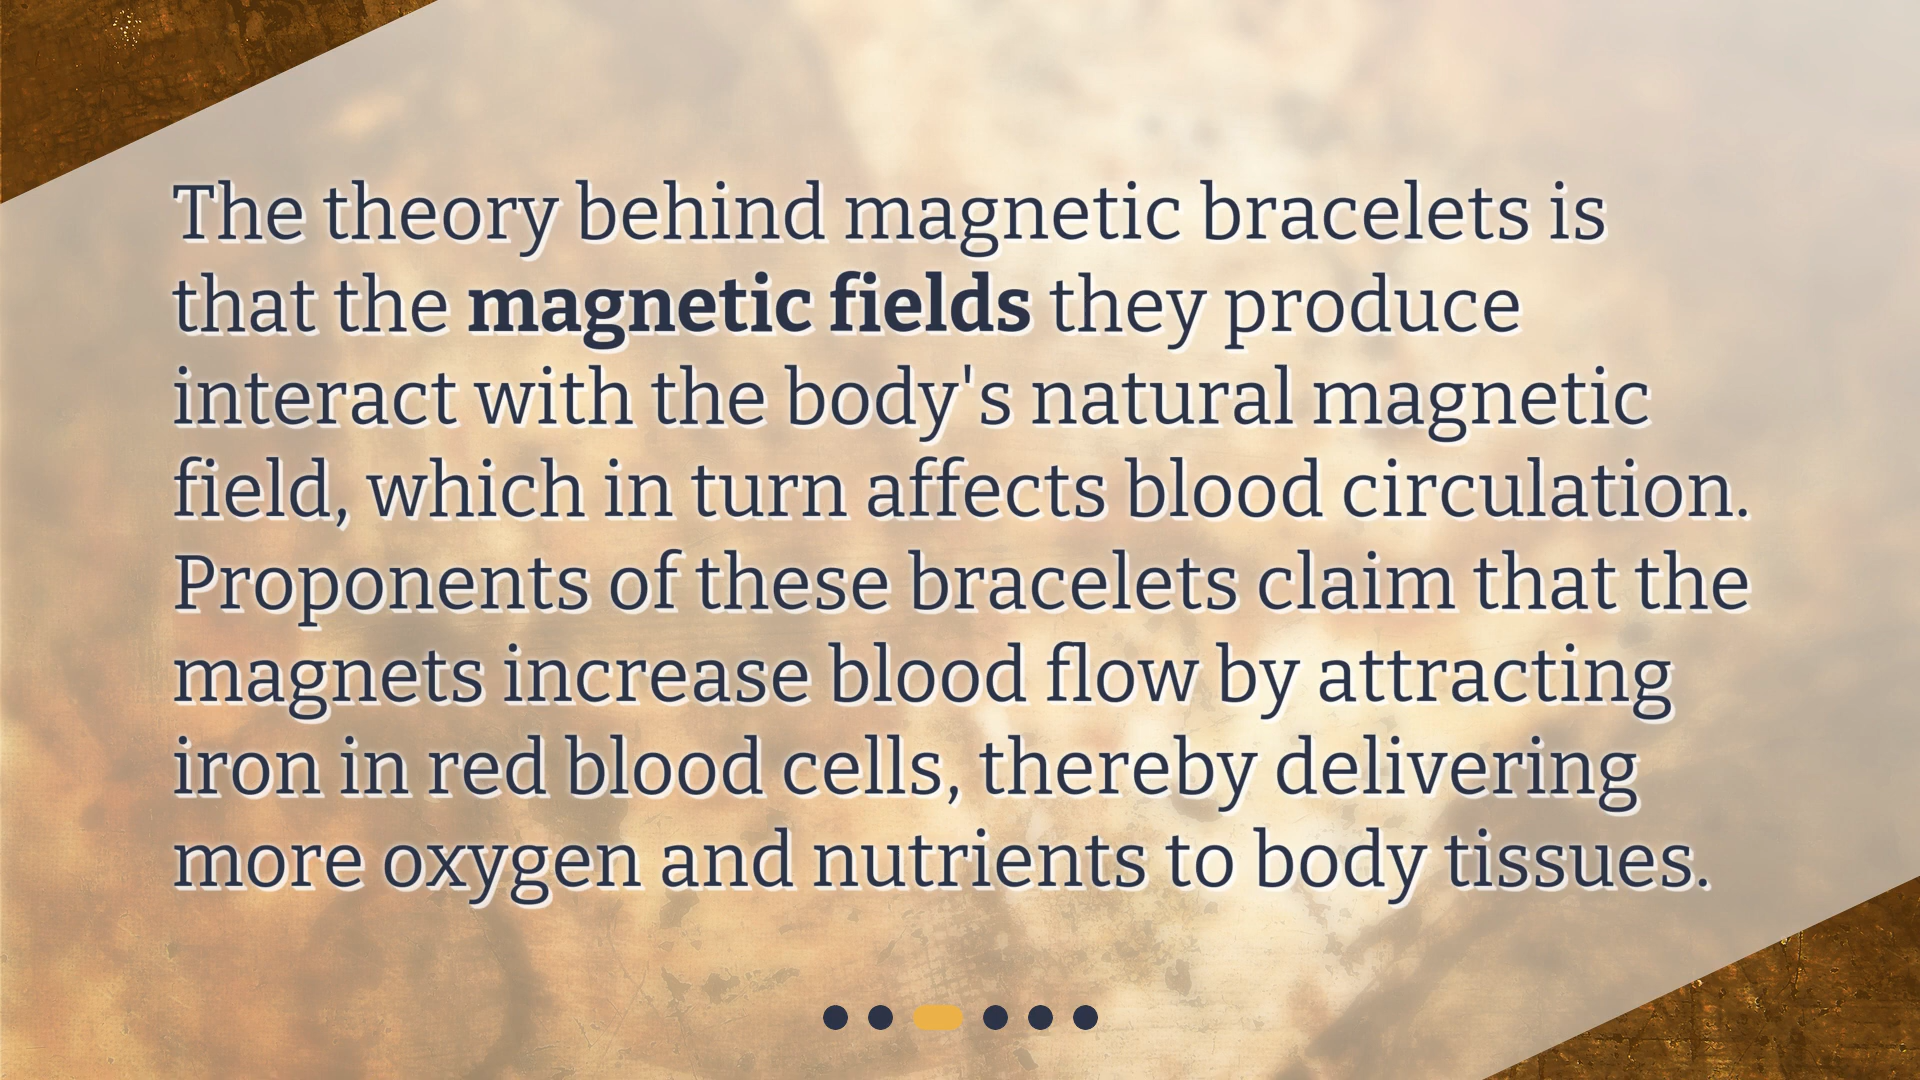 The theory behind magnetic bracelets is
that the magnetic fields they produce
interact with the body's natural magnetic
field, which in turn affects blood circulation.
Proponents of these bracelets claim that the
magnets increase blood flow by attracting
iron in red blood cells, thereby delivering
more oxygen and nutrients to body tissues.